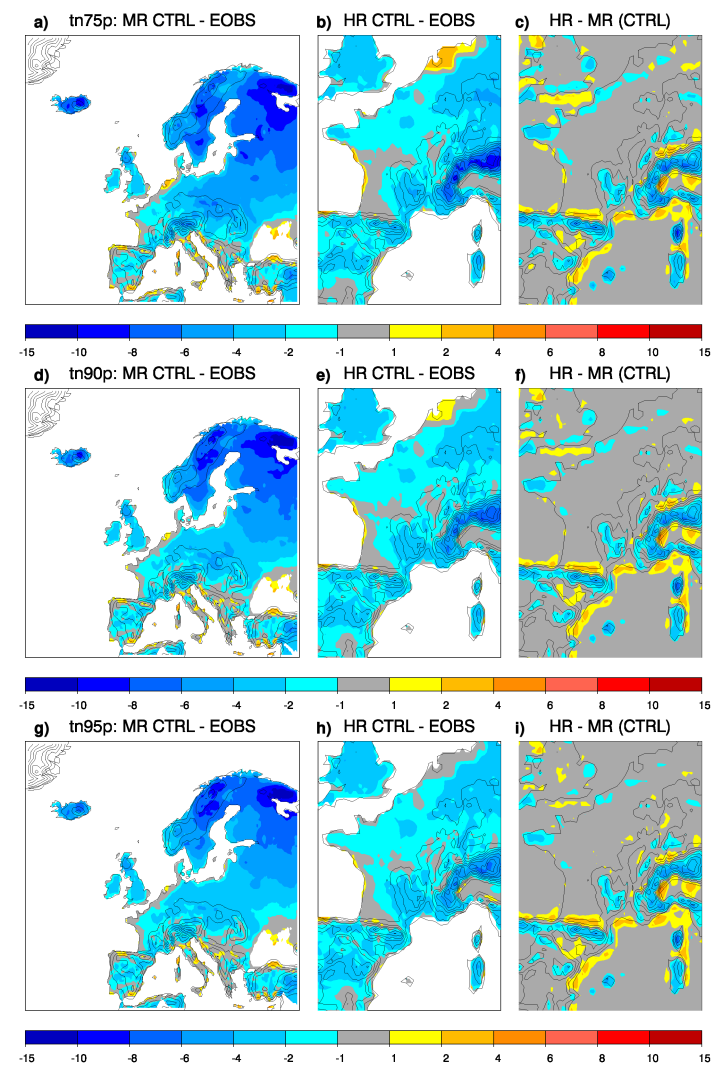 a) tn75p: MR CTRL - EOBS b) HR CTRL - EOBS c) HR - MR (CTRL)
-15 -10 -8 -6 -4 -2 -1 1 2 4 6 8 10 15
d) tn90p: MR CTRL - EOBS e) HR CTRL - EOBS f) HR - MR (CTRL)
-15 -10 -8 -6 -4 -2 -1 1 2 4 6 8 10 15
g) tn95p: MR CTRL - EOBS h) HR CTRL - EOBS i) HR - MR (CTRL)
-15 -10 -8 -6 -4 -2 -1 1 2 4 6 8 10 15